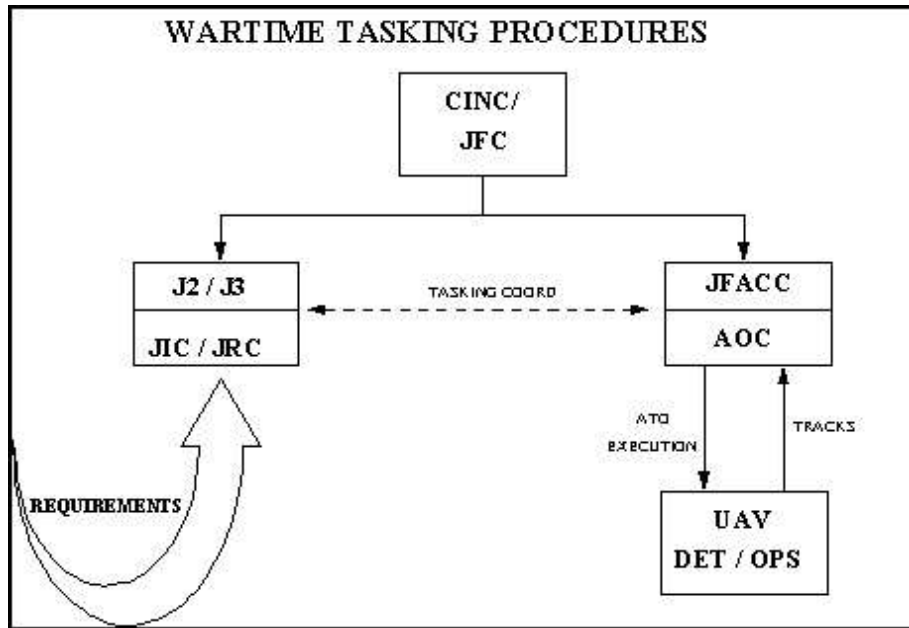 WARTIME TASKING PROCEDURES
CINC/
JFC
J2 / J3
JIC / JRC
TASKING COORD
JFACC
AOC
ATO
EXECUTION
TRACKS
REQUIREMENTS
UAV
DET / OPS